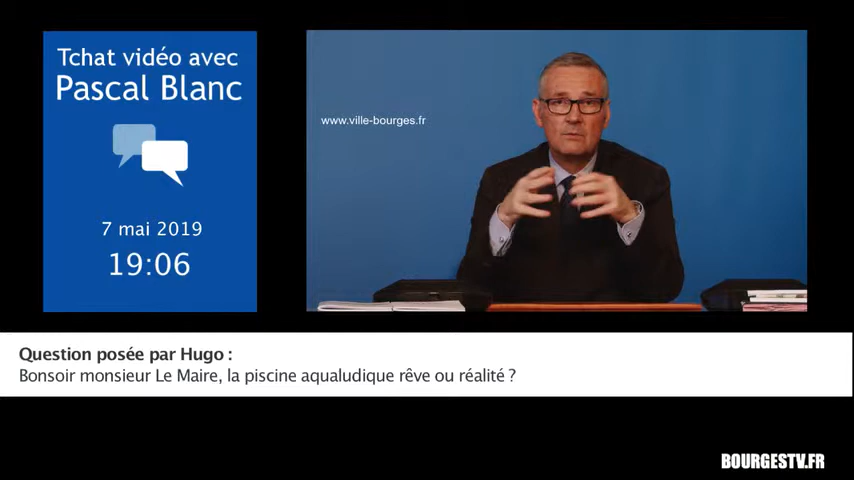 Tchat vidéo avec
Pascal Blanc
7 mai 2019
19:06
www.ville-bourges.fr
Question posée par Hugo :
Bonsoir monsieur Le Maire, la piscine aqualudique rêve ou réalité ?
BOURGESTV.FR